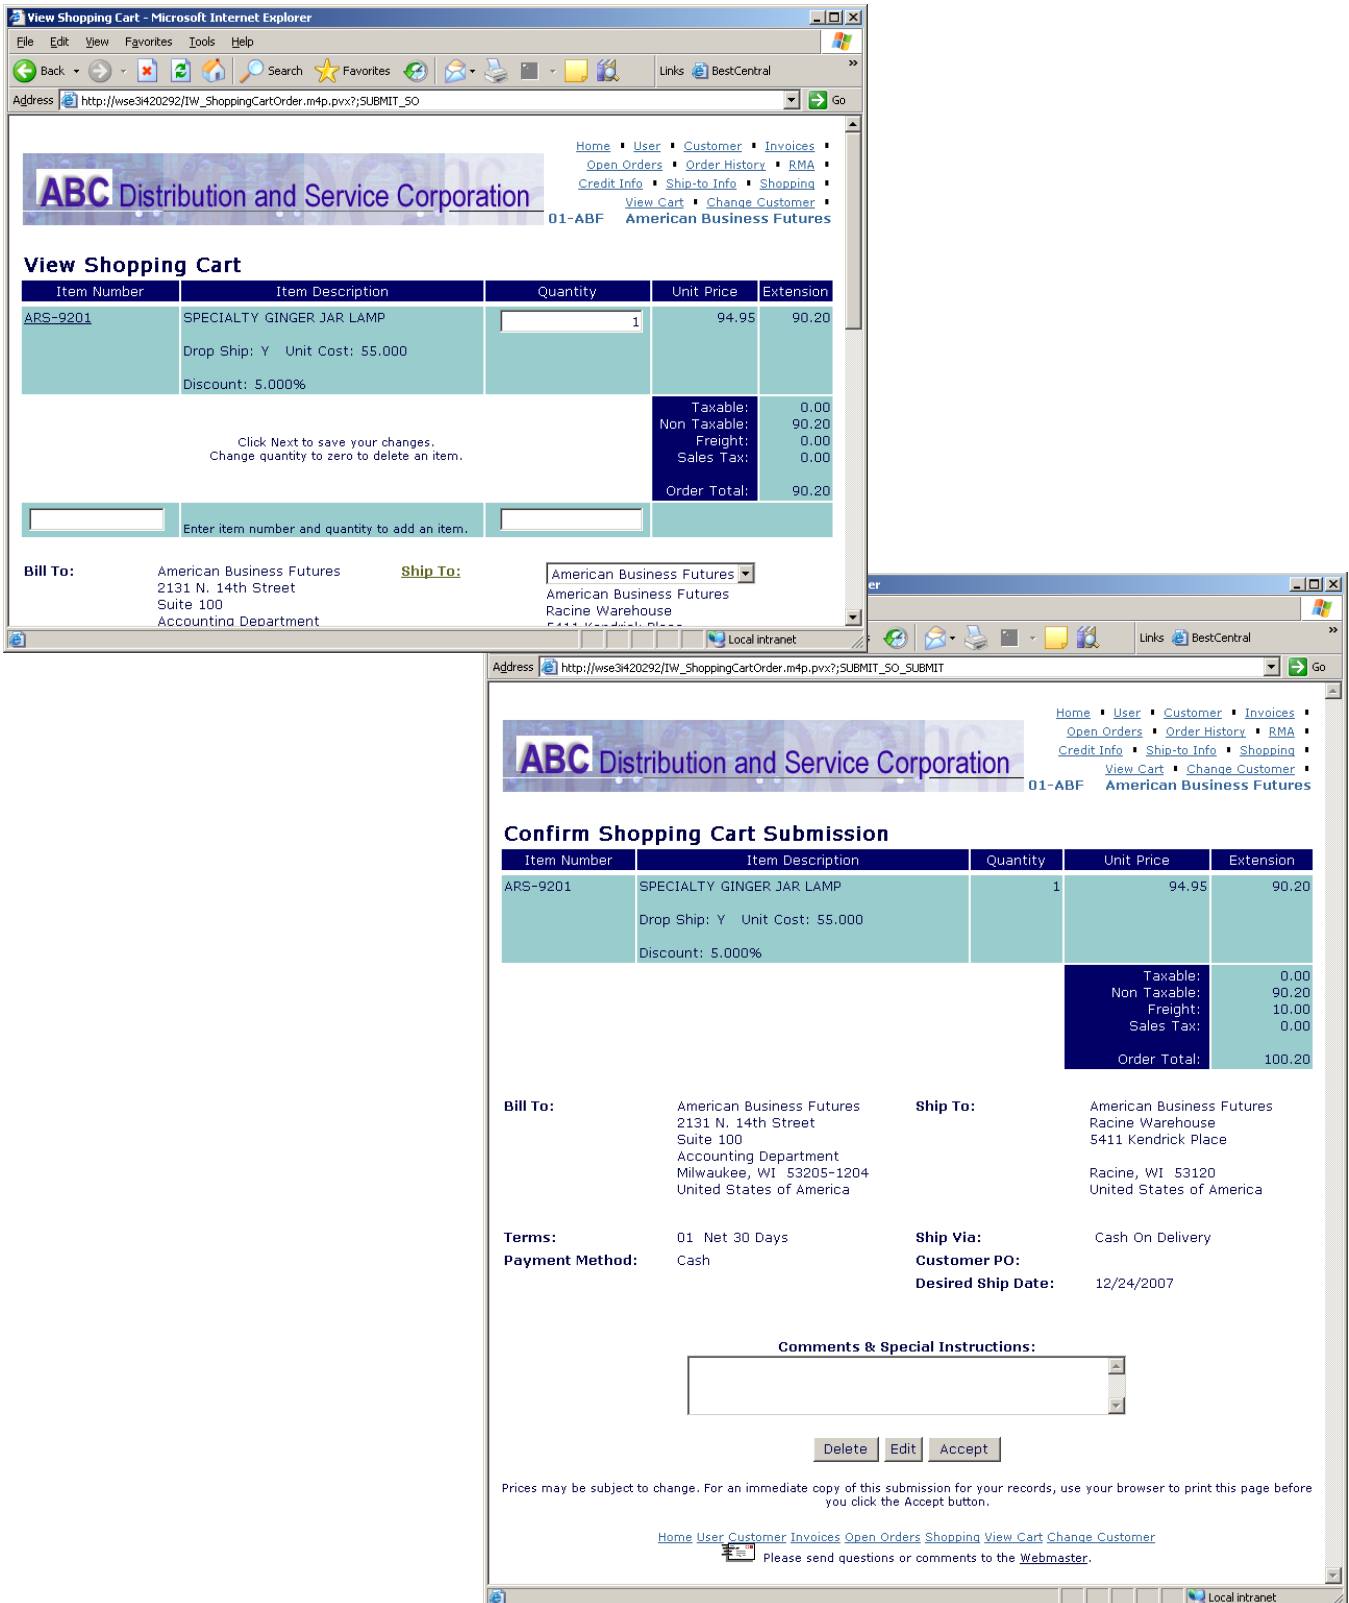 View Shopping Cart - Microsoft Internet Explorer
File Edit View Favorites Tools Help
Back Search Favorites Links BestCentral »
Address http://wse3i420292/IW_ShoppingCartOrder.m4p.pvx?;SUBMIT_SO Go
Home User Customer Invoices
Open Orders Order History RMA
Credit Info Ship-to Info Shopping
View Cart Change Customer
ABC Distribution and Service Corporation
01-ABF American Business Futures
View Shopping Cart
Item Number Item Description Quantity Unit Price Extension
ARS-9201 SPECIALTY GINGER JAR LAMP 1 94.95 90.20
Drop Ship: Y Unit Cost: 55.000
Discount: 5.000%
Taxable: 0.00
Non Taxable: 90.20
Freight: 0.00
Sales Tax: 0.00
Order Total: 90.20
Click Next to save your changes.
Change quantity to zero to delete an item.
Enter item number and quantity to add an item.
Bill To: American Business Futures Ship To: American Business Futures
2131 N. 14th Street American Business Futures
Suite 100 Racine Warehouse
Accounting Department 5411 Kendrick Place
Local intranet
er
Links BestCentral »
Address http://wse3i420292/IW_ShoppingCartOrder.m4p.pvx?;SUBMIT_SO_SUBMIT Go
Home User Customer Invoices
Open Orders Order History RMA
Credit Info Ship-to Info Shopping
View Cart Change Customer
ABC Distribution and Service Corporation
01-ABF American Business Futures
Confirm Shopping Cart Submission
Item Number Item Description Quantity Unit Price Extension
ARS-9201 SPECIALTY GINGER JAR LAMP 1 94.95 90.20
Drop Ship: Y Unit Cost: 55.000
Discount: 5.000%
Taxable: 0.00
Non Taxable: 90.20
Freight: 10.00
Sales Tax: 0.00
Order Total: 100.20
Bill To: American Business Futures Ship To: American Business Futures
2131 N. 14th Street Racine Warehouse
Suite 100 5411 Kendrick Place
Accounting Department
Milwaukee, WI 53205-1204 Racine, WI 53120
United States of America United States of America
Terms: 01 Net 30 Days Ship Via: Cash On Delivery
Payment Method: Cash Customer PO:
Desired Ship Date: 12/24/2007
Comments & Special Instructions:
Delete Edit Accept
Prices may be subject to change. For an immediate copy of this submission for your records, use your browser to print this page before
you click the Accept button.
Home User Customer Invoices Open Orders Shopping View Cart Change Customer
Please send questions or comments to the Webmaster.
Local intranet